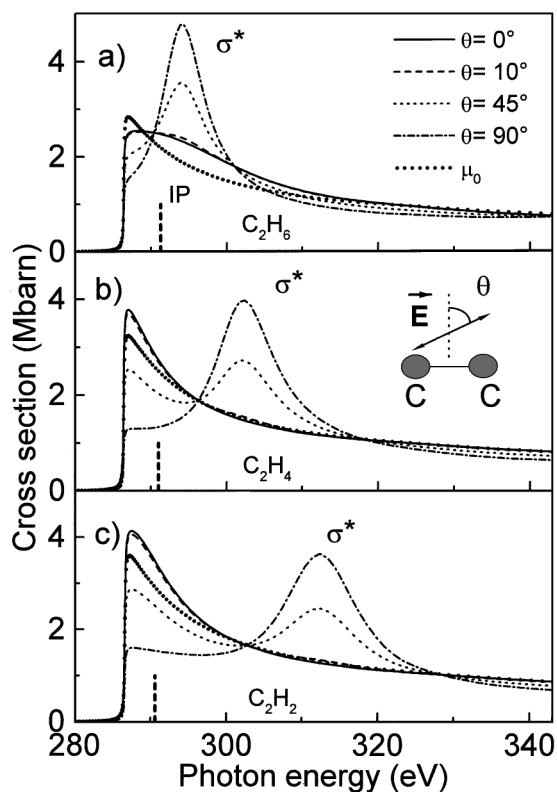 a)
σ*
θ= 0°
θ= 10°
θ= 45°
θ= 90°
μ₀
IP
C₂H₆
4
2
0
b)
σ*
E
θ
C C
C₂H₄
4
2
0
c)
σ*
C₂H₂
4
2
0
280 300 320 340
Cross section (Mbarn)
Photon energy (eV)